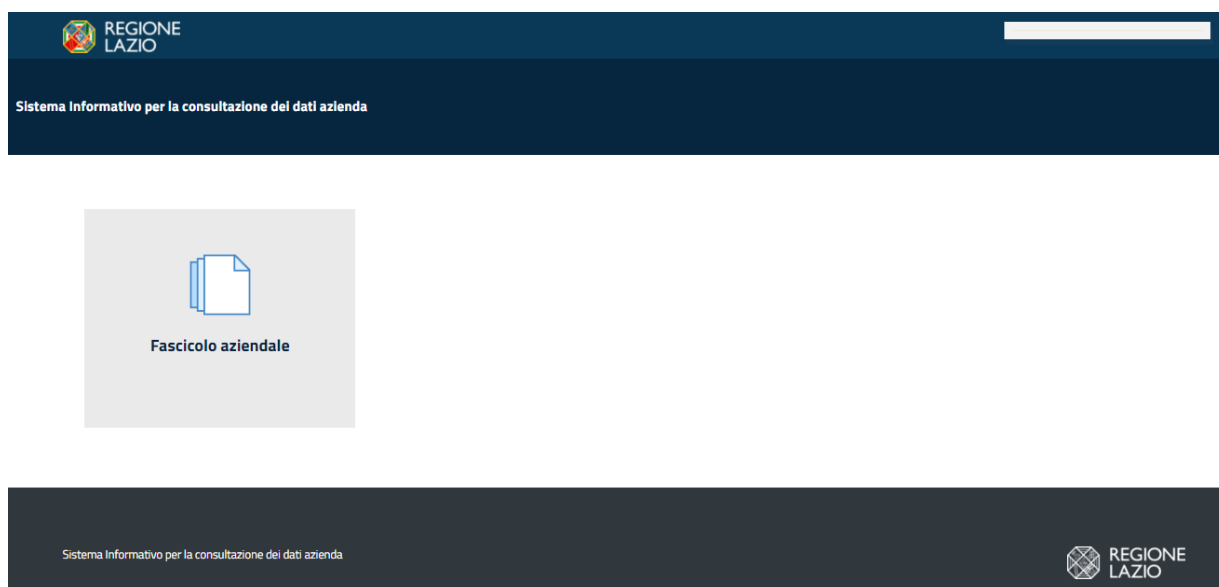 REGIONE
LAZIO
Sistema Informativo per la consultazione dei dati azienda
Fascicolo aziendale
Sistema Informativo per la consultazione dei dati azienda
REGIONE
LAZIO